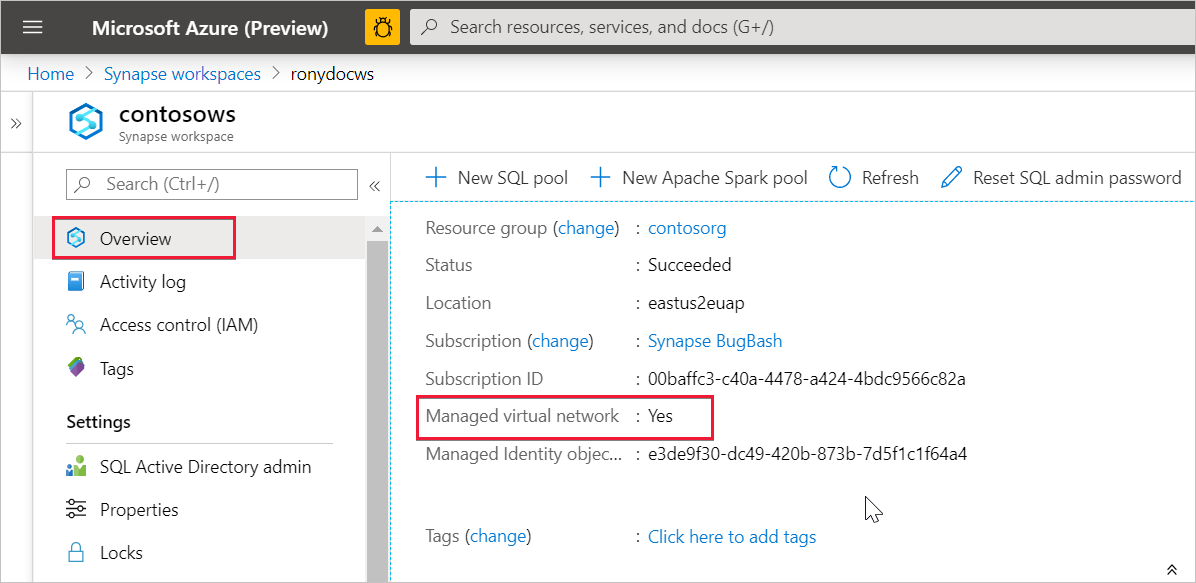 Microsoft Azure (Preview)
Search resources, services, and docs (G+/)
Home > Synapse workspaces > ronydocws
contosows
Synapse workspace
Search (Ctrl+/)
Overview
Activity log
Access control (IAM)
Tags
Settings
SQL Active Directory admin
Properties
Locks
New SQL pool
New Apache Spark pool
Refresh
Reset SQL admin password
Resource group (change) : contosorg
Status : Succeeded
Location : eastus2euap
Subscription (change) : Synapse BugBash
Subscription ID : 00baffc3-c40a-4478-a424-4bdc9566c82a
Managed virtual network : Yes
Managed Identity objec... : e3de9f30-dc49-420b-873b-7d5f1c1f64a4
Tags (change) : Click here to add tags